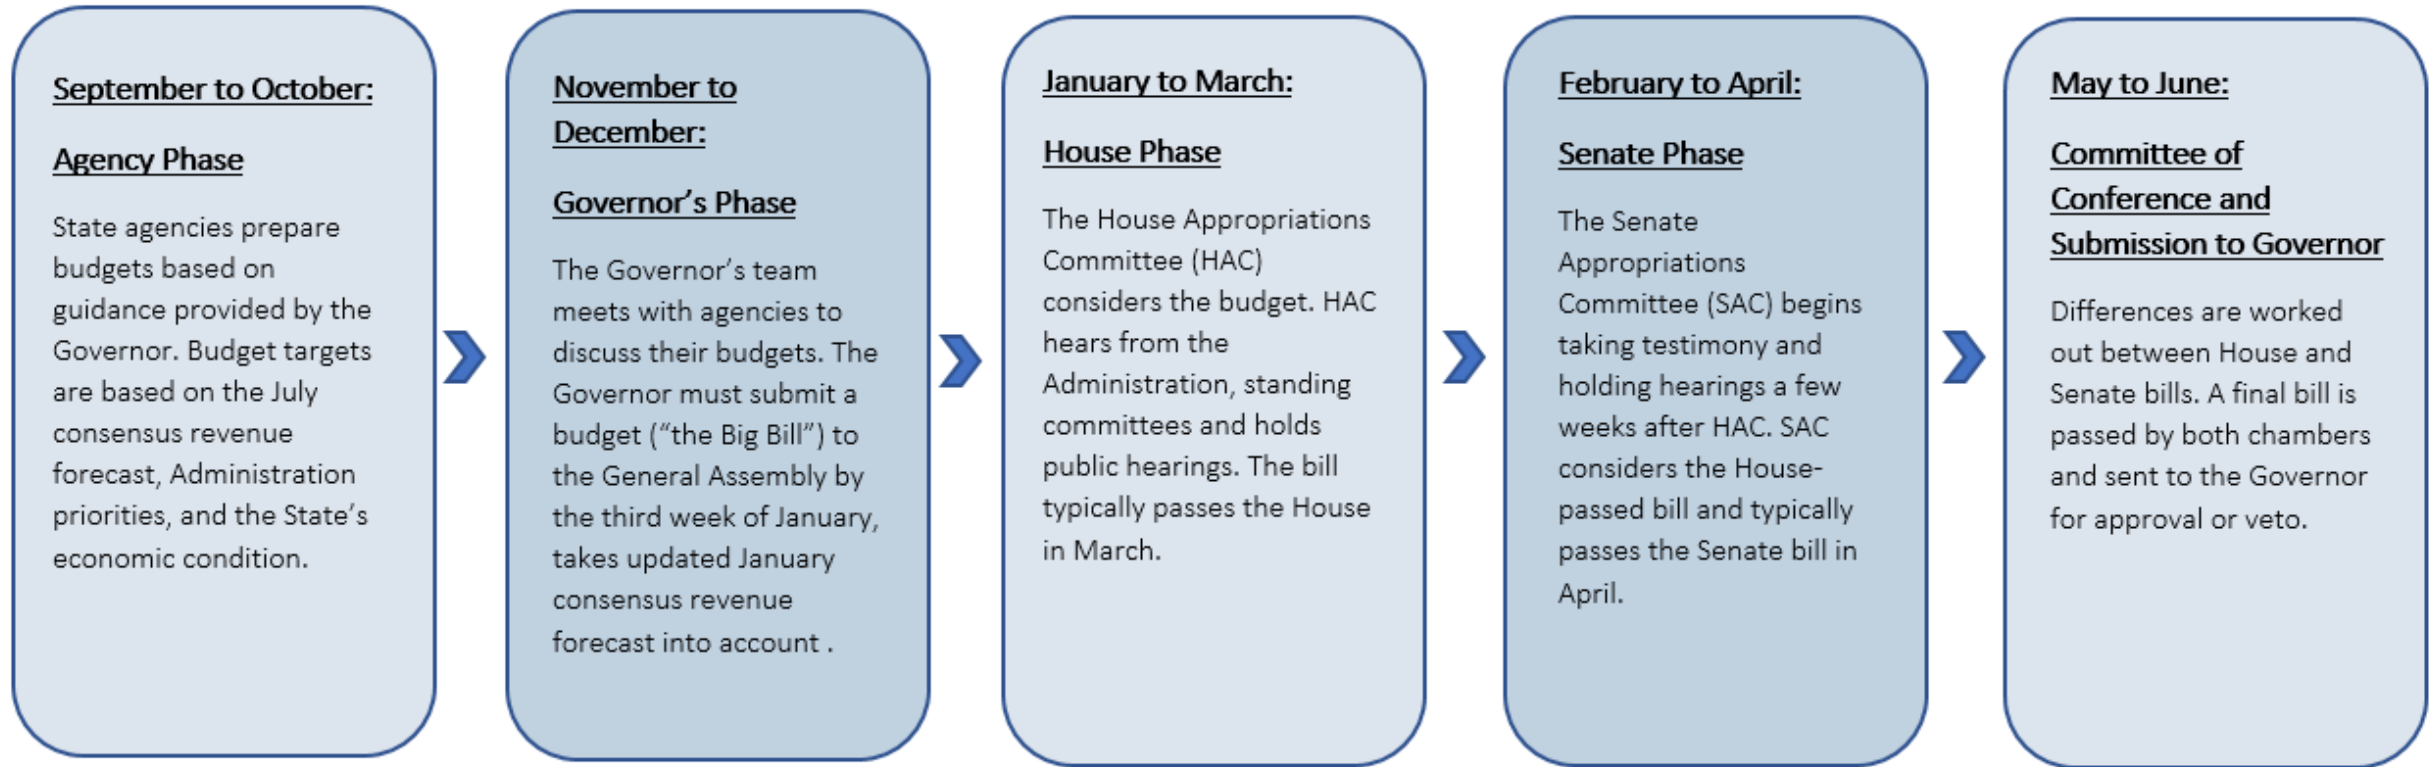 September to October:
Agency Phase
State agencies prepare
budgets based on
guidance provided by the
Governor. Budget targets
are based on the July
consensus revenue
forecast, Administration
priorities, and the State’s
economic condition.
November to
December:
Governor’s Phase
The Governor’s team
meets with agencies to
discuss their budgets. The
Governor must submit a
budget (“the Big Bill”) to
the General Assembly by
the third week of January,
takes updated January
consensus revenue
forecast into account .
January to March:
House Phase
The House Appropriations
Committee (HAC)
considers the budget. HAC
hears from the
Administration, standing
committees and holds
public hearings. The bill
typically passes the House
in March.
February to April:
Senate Phase
The Senate
Appropriations
Committee (SAC) begins
taking testimony and
holding hearings a few
weeks after HAC. SAC
considers the House-
passed bill and typically
passes the Senate bill in
April.
May to June:
Committee of
Conference and
Submission to Governor
Differences are worked
out between House and
Senate bills. A final bill is
passed by both chambers
and sent to the Governor
for approval or veto.